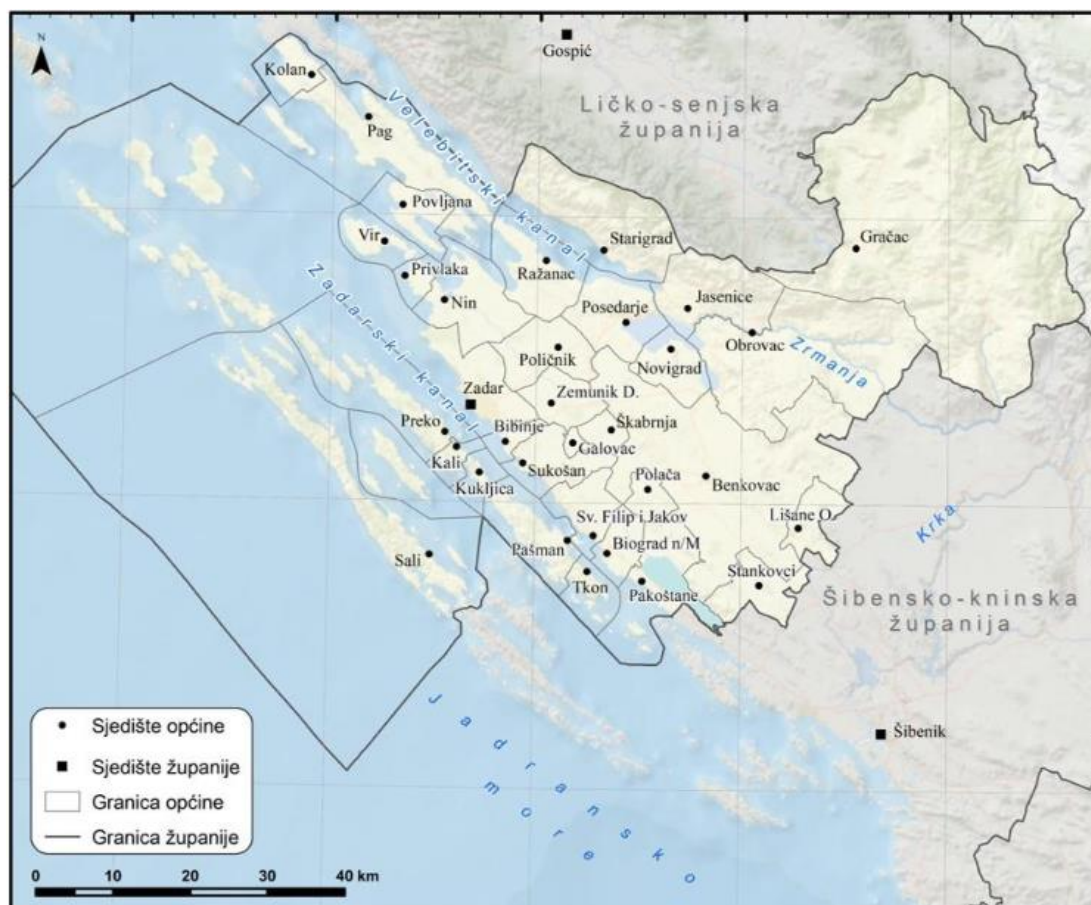 N
Gospić
Kolan
Ličko-senjska
županija
Pag
Velebitski kanal
Povljana
Vir
Starigrad
Gračac
Ražanac
Privlaka
Nin
Jasenice
Posedarje
Zadarski kanal
Obrovac
Zrmanja
Poličnik
Novigrad
Zadar
Zemunik D.
Preko
Bibinje
Škabrnja
Galovac
Kali
Sukošan
Kukljica
Polača
Benkovac
Lišane O.
Krka
Sv. Filip i Jakov
Pašman
Biograd n/M
Sali
Tkon
Pakoštane
Stankovci
Šibensko-kninska
županija
Jadransko
more
Šibenik
Sjedište općine
Sjedište županije
Granica općine
Granica županije
0 10 20 30 40 km